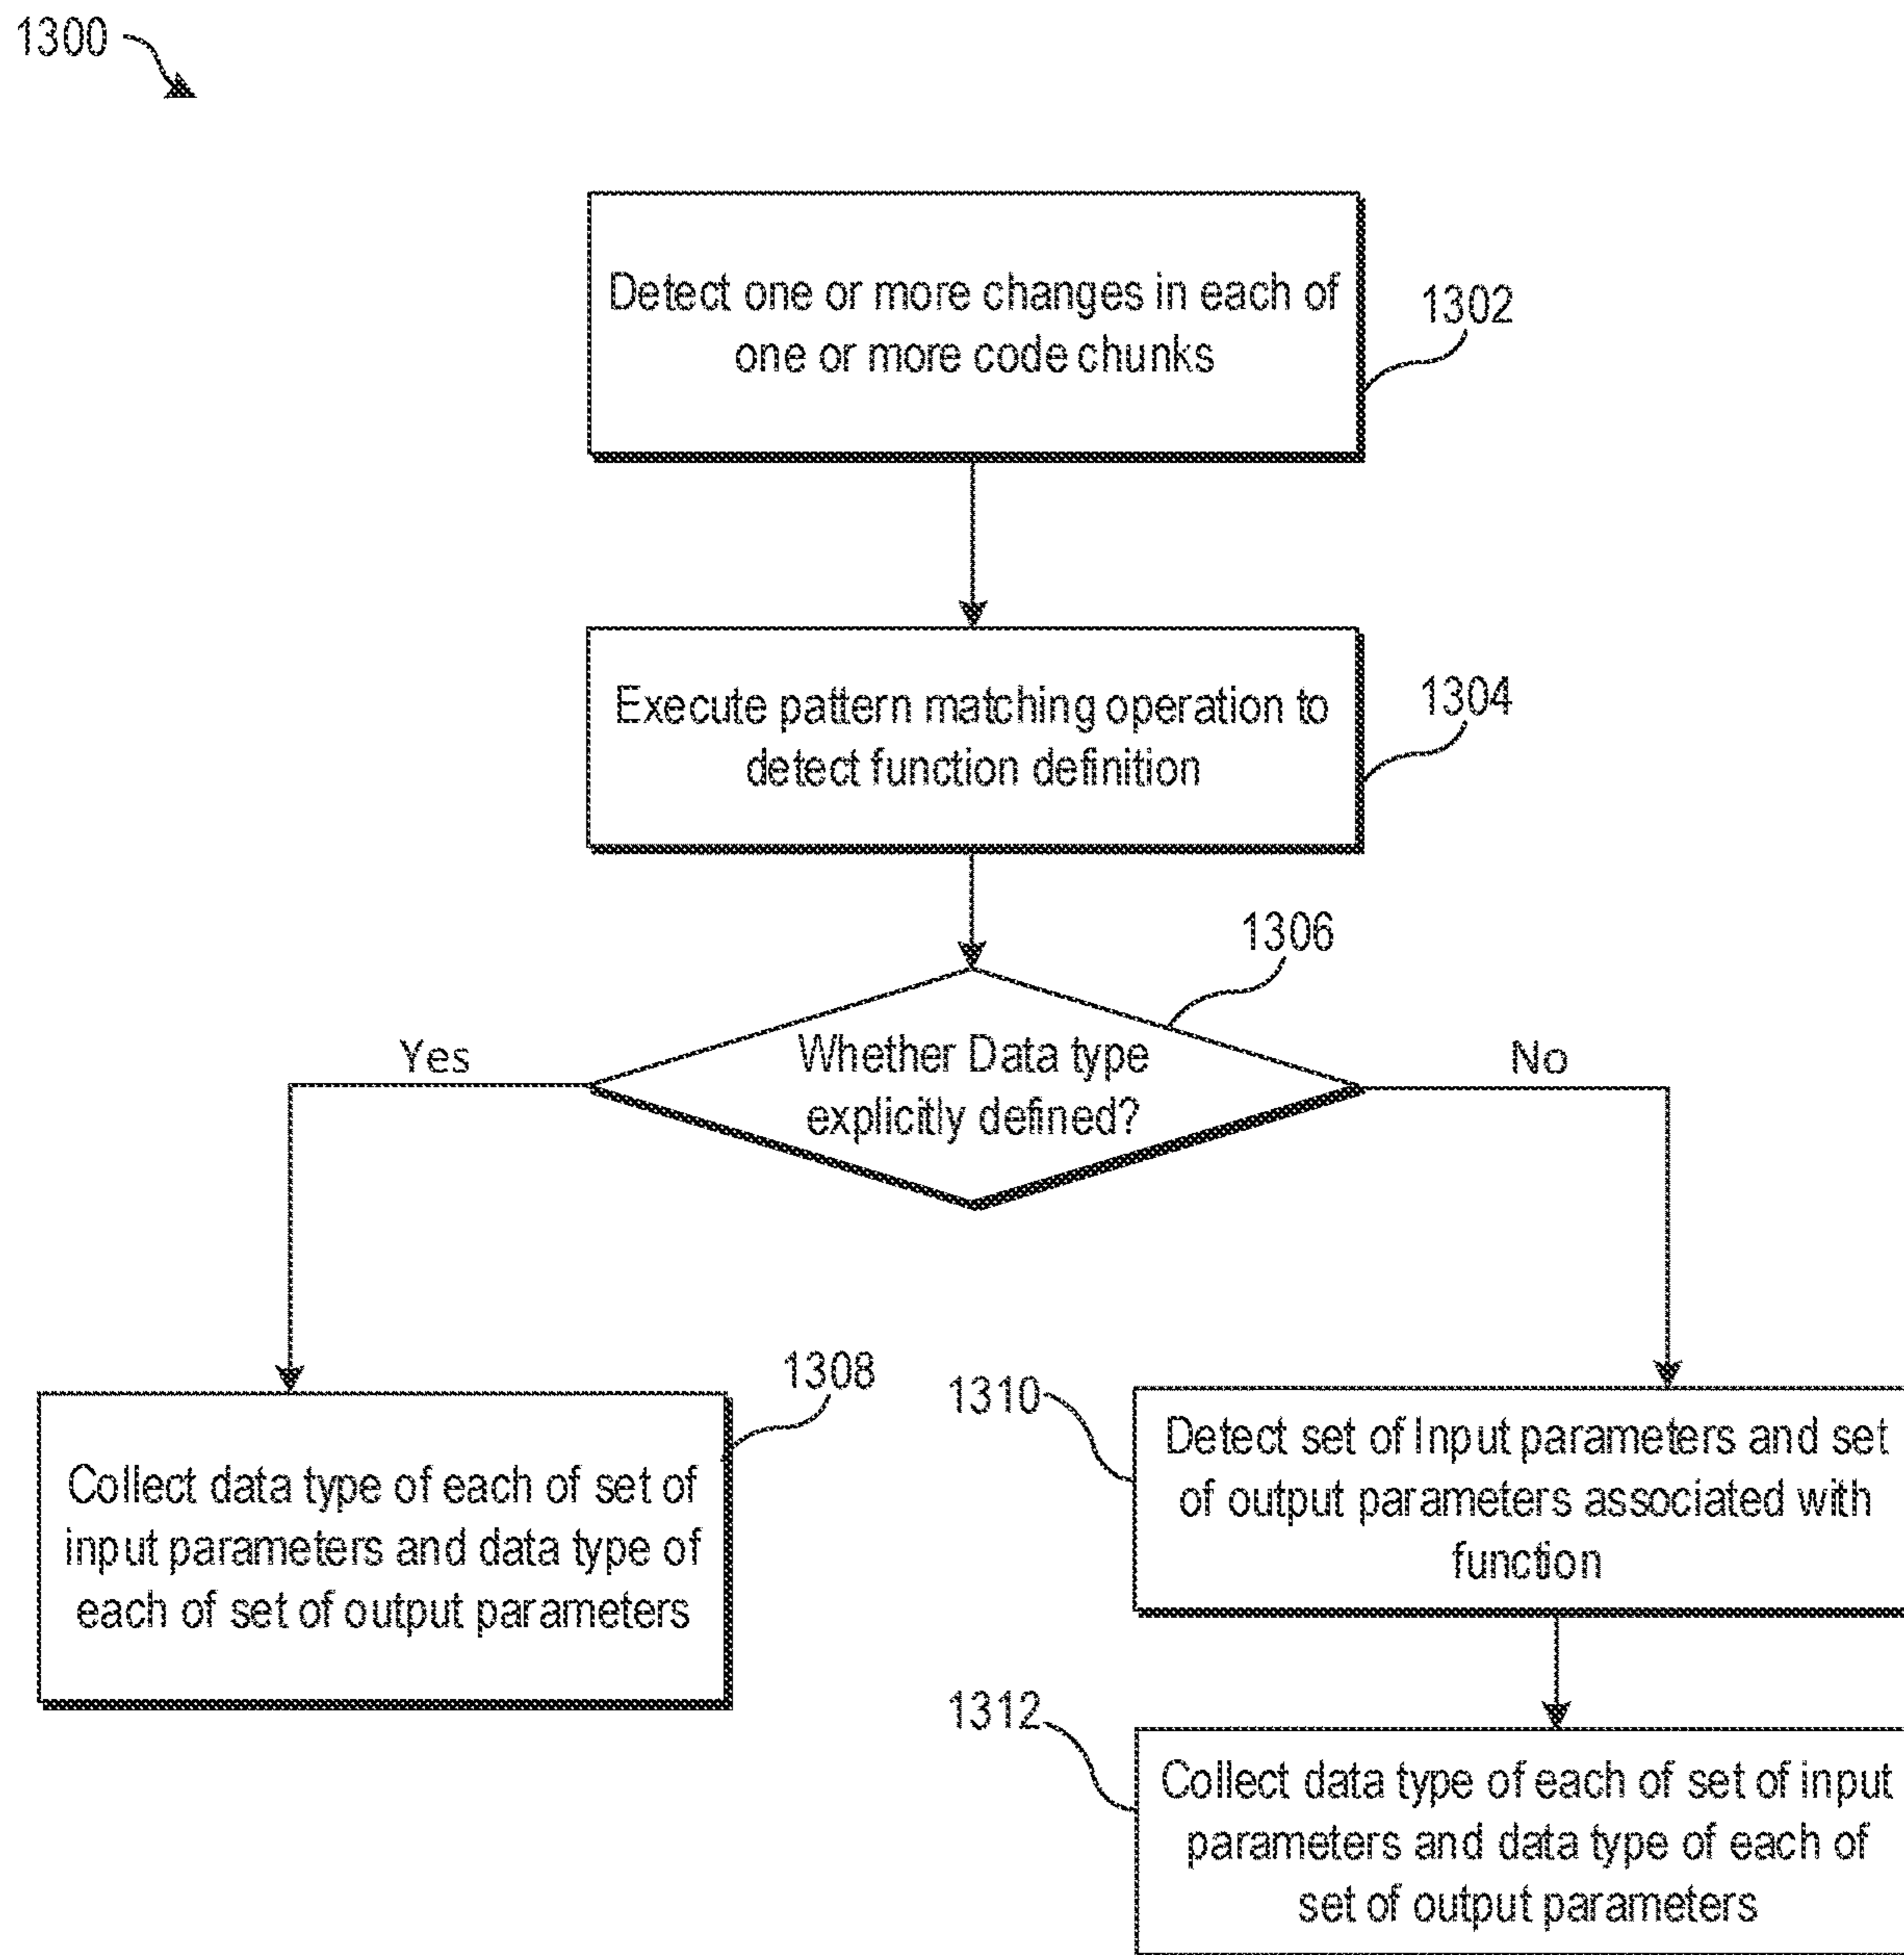 1300
Detect one or more changes in each of
one or more code chunks
1302
Execute pattern matching operation to
detect function definition
1304
1306
Whether Data type
explicitly defined?
Yes
No
1308
Collect data type of each of set of
input parameters and data type of
each of set of output parameters
1310
Detect set of Input parameters and set
of output parameters associated with
function
1312
Collect data type of each of set of input
parameters and data type of each of
set of output parameters